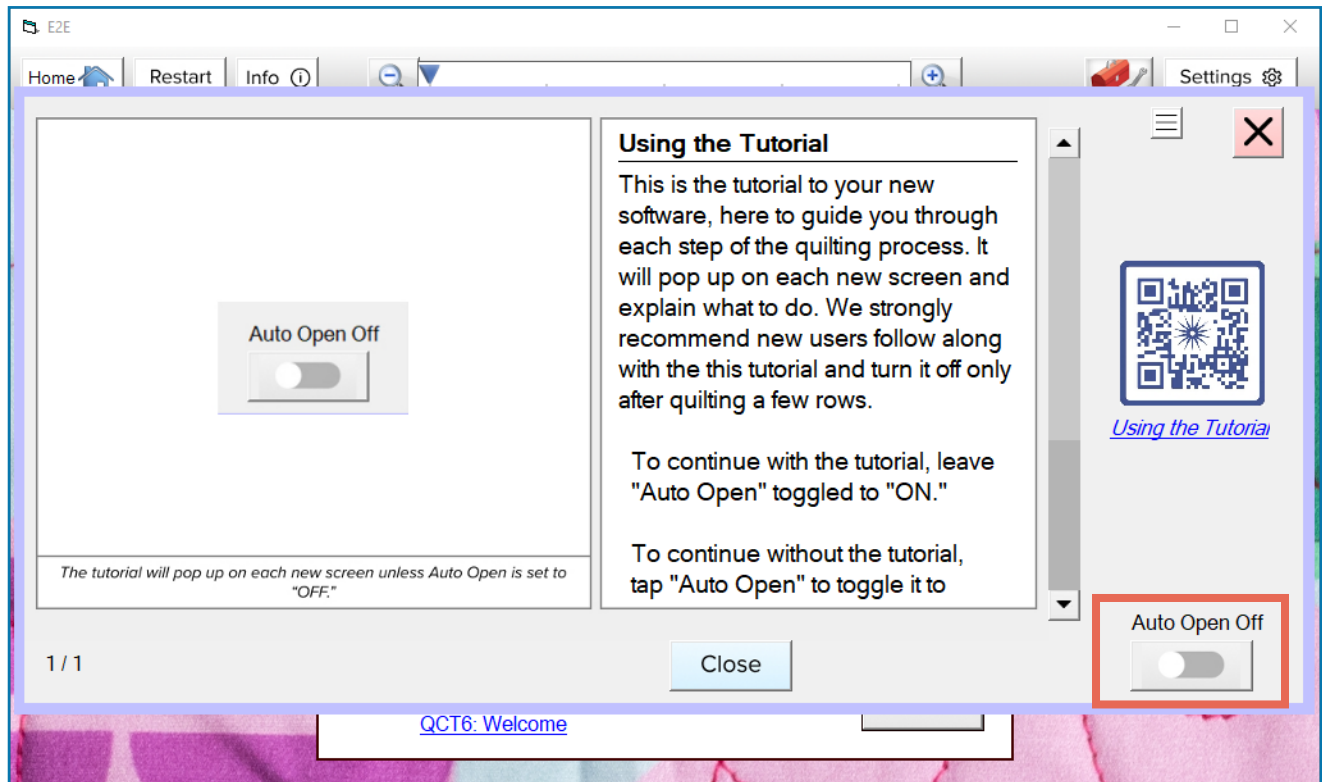 E2E
Home
Restart
Info
Settings
Using the Tutorial
This is the tutorial to your new
software, here to guide you through
each step of the quilting process. It
will pop up on each new screen and
explain what to do. We strongly
recommend new users follow along
with the this tutorial and turn it off only
after quilting a few rows.
To continue with the tutorial, leave
"Auto Open" toggled to "ON."
To continue without the tutorial,
tap "Auto Open" to toggle it to
Auto Open Off
The tutorial will pop up on each new screen unless Auto Open is set to
"OFF."
Using the Tutorial
Auto Open Off
1 / 1
Close
QCT6: Welcome